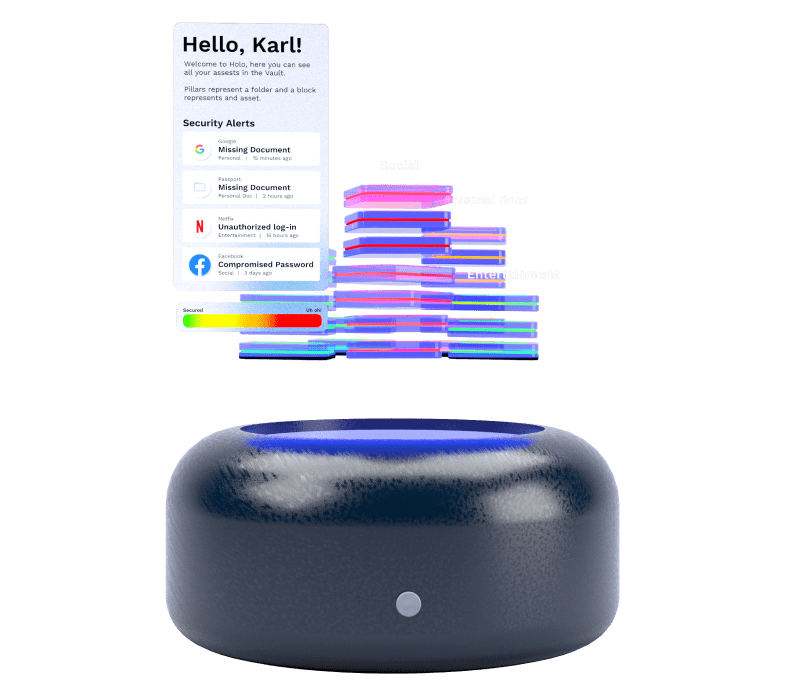 Hello, Karl!
Welcome to Holo, here you can see
all your assests in the Vault.
Pillars represent a folder and a block
represents and asset.
Security Alerts
Google
Missing Document
Personal | 15 minutes ago
Passport
Missing Document
Personal Doc | 2 hours ago
Netflix
Unauthorized log-in
Entertainment | 15 hours ago
Facebook
Compromised Password
Social | 3 days ago
Secured
Uh oh!
Social
docs
Entertainment